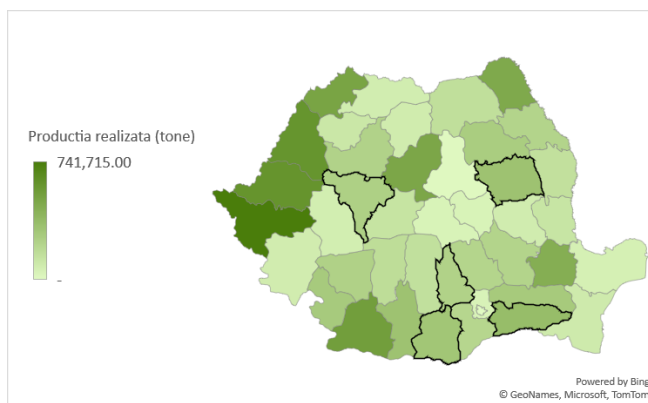 Productia realizata (tone)
741,715.00
-
Powered by Bing
© GeoNames, Microsoft, TomTom